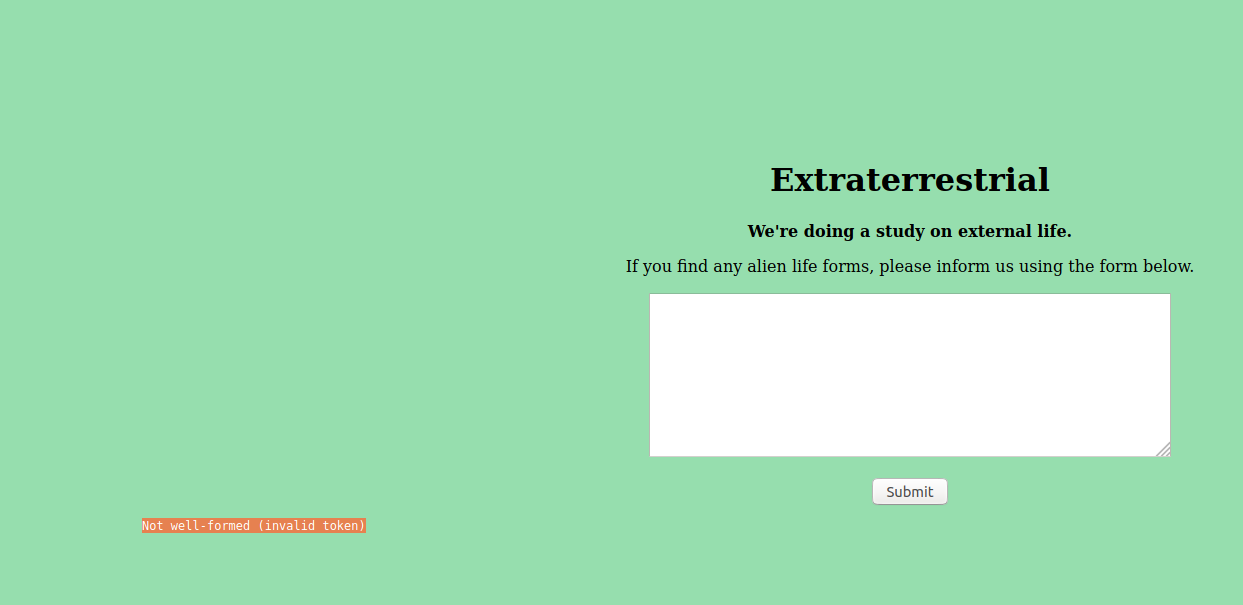 Extraterrestrial
We're doing a study on external life.
If you find any alien life forms, please inform us using the form below.
Submit
Not well-formed (invalid token)